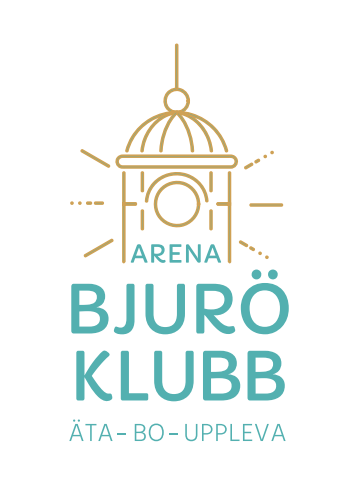 ARENA
BJURÖ
KLUBB
ÄTA - BO - UPPLEVA